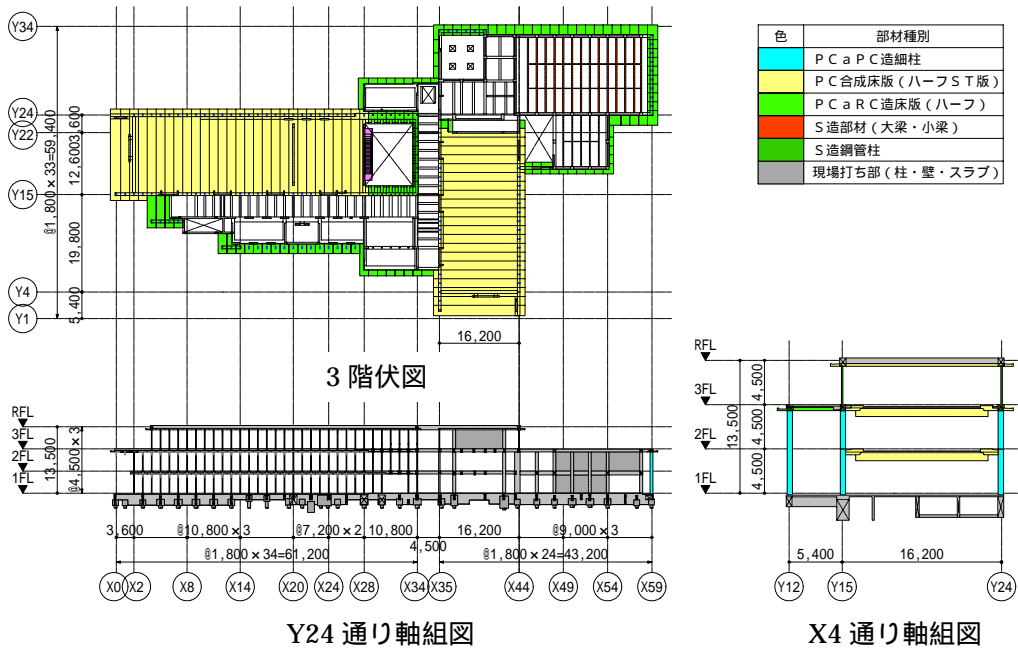 Y34
Y24
Y22
Y15
Y4
Y1
@1,800×33=59,400
3,600
12,600
19,800
5,400
16,200
3階伏図
色 部材種別
ＰＣａＰＣ造細柱
ＰＣ合成床版(ハーフＳＴ版)
ＰＣａＲＣ造床版(ハーフ)
Ｓ造部材(大梁・小梁)
Ｓ造鋼管柱
現場打ち部(柱・壁・スラブ)
RFL
3FL
2FL
1FL
13,500
@4,500×3
3,600 @10,800×3 @7,200×2 10,800 16,200 @9,000×3
@1,800×34=61,200 4,500 @1,800×24=43,200
X0 X2 X8 X14 X20 X24 X28 X34 X35 X44 X49 X54 X59
Y24 通り軸組図
RFL
3FL
2FL
1FL
13,500
4,500
4,500
4,500
5,400 16,200
Y12 Y15 Y24
X4 通り軸組図